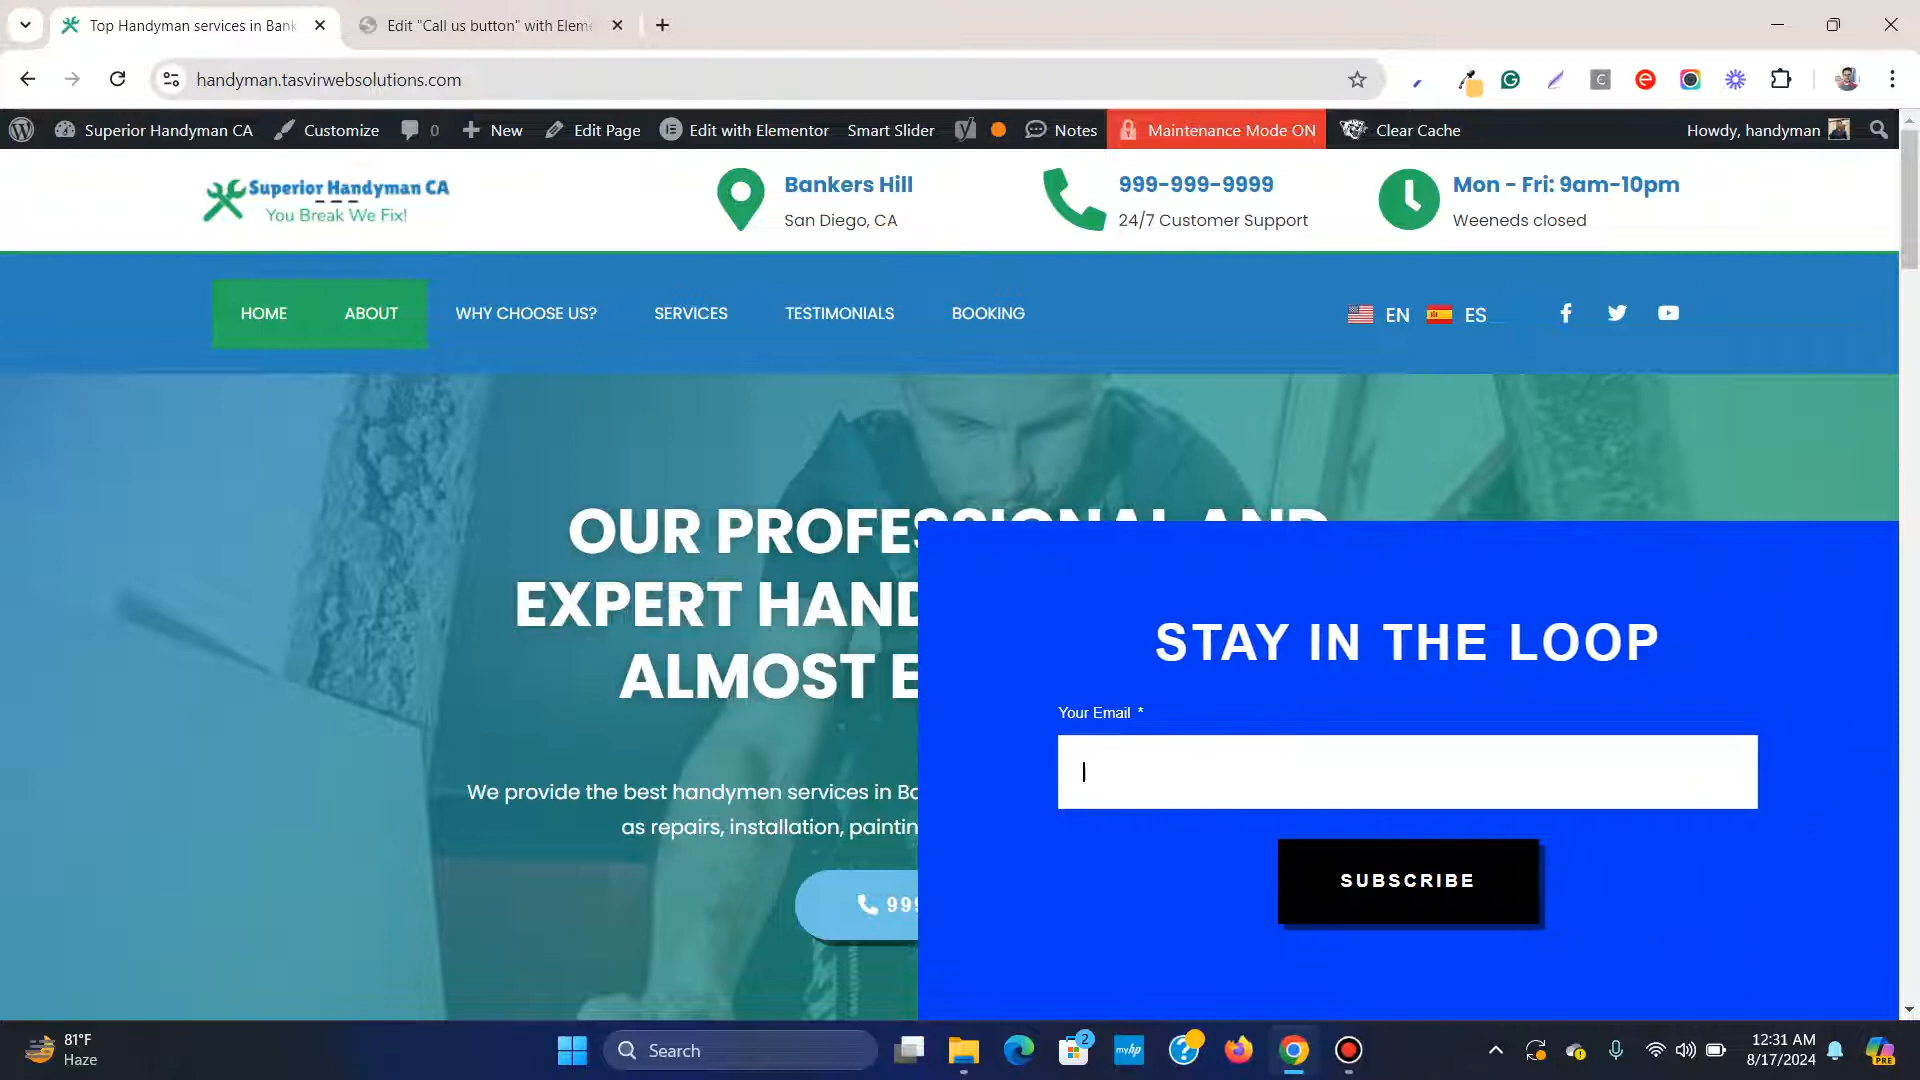 Top Handyman services in Bank
Edit "Call us button" with Elem
handyman.tasvirwebsolutions.com
Superior Handyman CA
Customize
0
New
Edit Page
Edit with Elementor
Smart Slider
Notes
Maintenance Mode ON
Clear Cache
Howdy, handyman
Superior Handyman CA
You Break We Fix!
Bankers Hill
San Diego, CA
999-999-9999
24/7 Customer Support
Mon - Fri: 9am-10pm
Weeneds closed
HOME
ABOUT
WHY CHOOSE US?
SERVICES
TESTIMONIALS
BOOKING
EN
ES
OUR PROFESSIONAL AND
EXPERT HAND
ALMOST E
We provide the best handymen services in Ba
as repairs, installation, paintin
999
STAY IN THE LOOP
Your Email *
SUBSCRIBE
81°F
Haze
Search
2
myhp
PRE
12:31 AM
8/17/2024